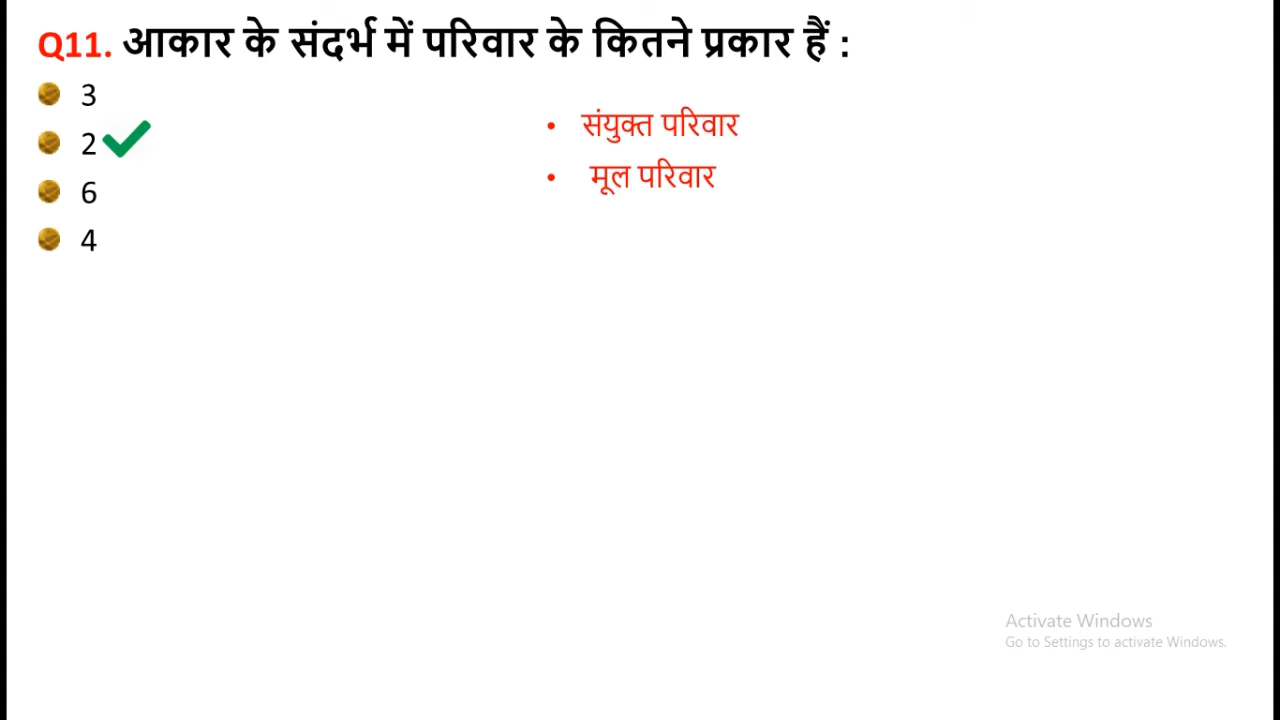 Q11. आकार के संदर्भ में परिवार के कितने प्रकार हैं :
3
2
6
4
• संयुक्त परिवार
• मूल परिवार
Activate Windows
Go to Settings to activate Windows.